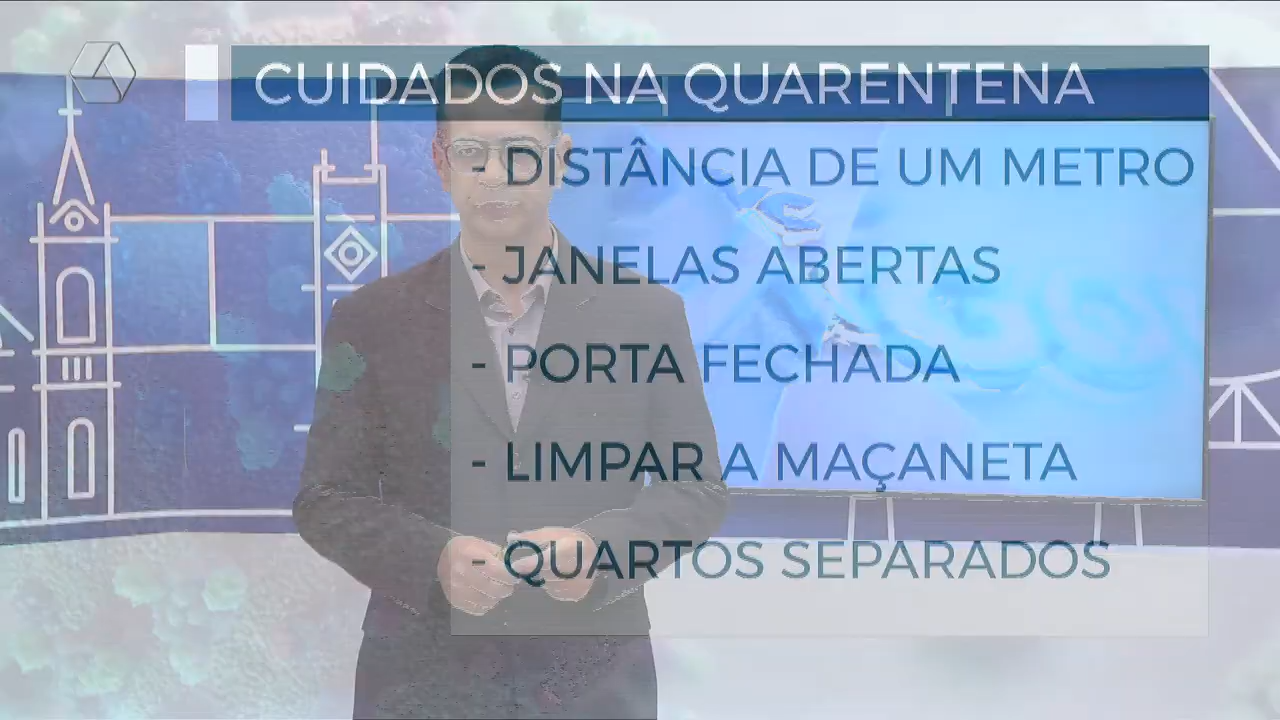 CUIDADOS NA QUARENTENA
- DISTÂNCIA DE UM METRO
- JANELAS ABERTAS
- PORTA FECHADA
- LIMPAR A MAÇANETA
- QUARTOS SEPARADOS